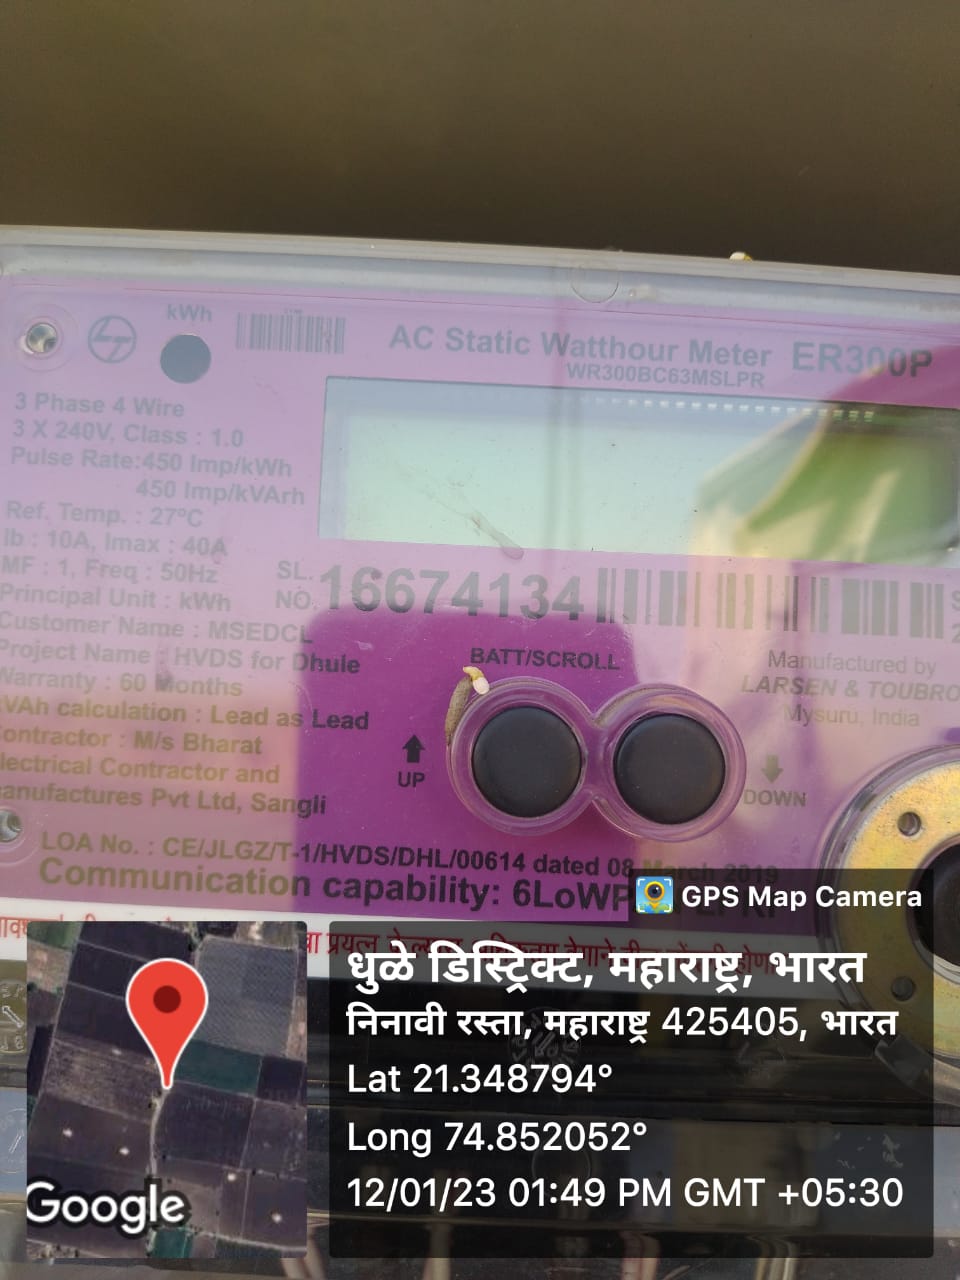 kWh
AC Static Watthour Meter ER300P
WR300BC63MSLPR
3 Phase 4 Wire
3 X 240V, Class : 1.0
Pulse Rate:450 Imp/kWh
450 Imp/kVArh
Ref. Temp. : 27°C
Ib : 10A, Imax : 40A
MF : 1, Freq : 50Hz
Principal Unit : kWh
Customer Name : MSEDCL
Project Name : HVDS for Dhule
Warranty : 60 Months
VAh calculation : Lead as Lead
ontractor : M/s Bharat
lectrical Contractor and
anufactures Pvt Ltd, Sangli
SL.
NO. 16674134
BATT/SCROLL
UP
DOWN
Manufactured by
LARSEN & TOUBRO
Mysuru, India
LOA No. : CE/JLGZ/T-1/HVDS/DHL/00614 dated 08 March 2019
Communication capability: 6LoWP
GPS Map Camera
धुळे डिस्ट्रिक्ट, महाराष्ट्र, भारत
निनावी रस्ता, महाराष्ट्र 425405, भारत
Lat 21.348794°
Long 74.852052°
12/01/23 01:49 PM GMT +05:30
Google